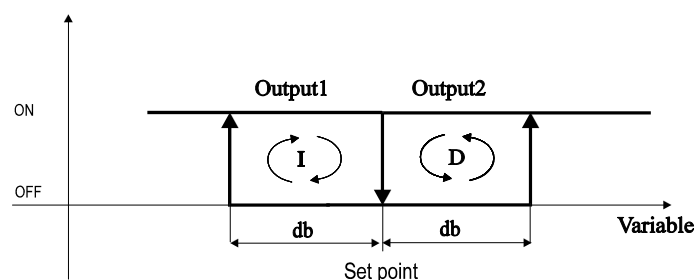 Output1 Output2
ON
I D
OFF
Variable
db db
Set point